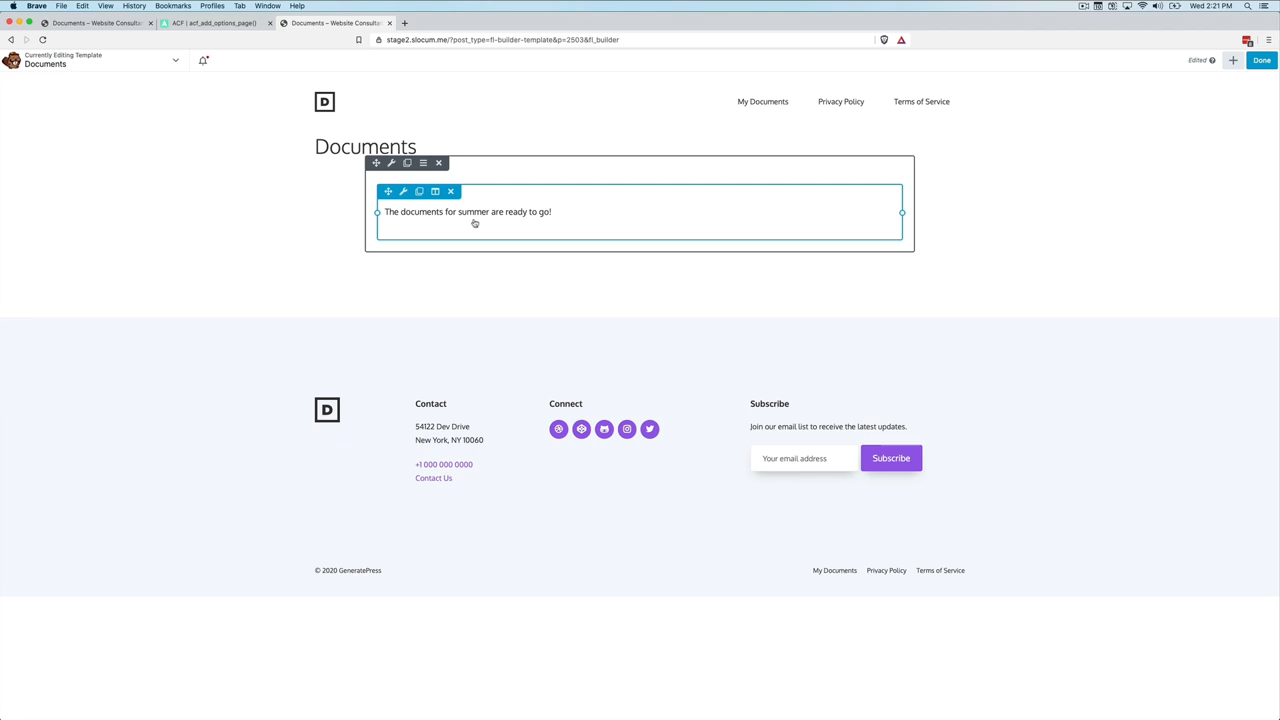 Brave File Edit View History Bookmarks Profiles Tab Window Help
Wed 2:21 PM
Documents – Website Consultan
ACF | acf_add_options_page()
Documents – Website Consultan
stage2.slocum.me/?post_type=fl-builder-template&p=2503&fl_builder
Currently Editing Template
Documents
Edited
Done
D
My Documents Privacy Policy Terms of Service
Documents
The documents for summer are ready to go!
D
Contact
54122 Dev Drive
New York, NY 10060
+1 000 000 0000
Contact Us
Connect
Subscribe
Join our email list to receive the latest updates.
Your email address
Subscribe
© 2020 GeneratePress
My Documents Privacy Policy Terms of Service